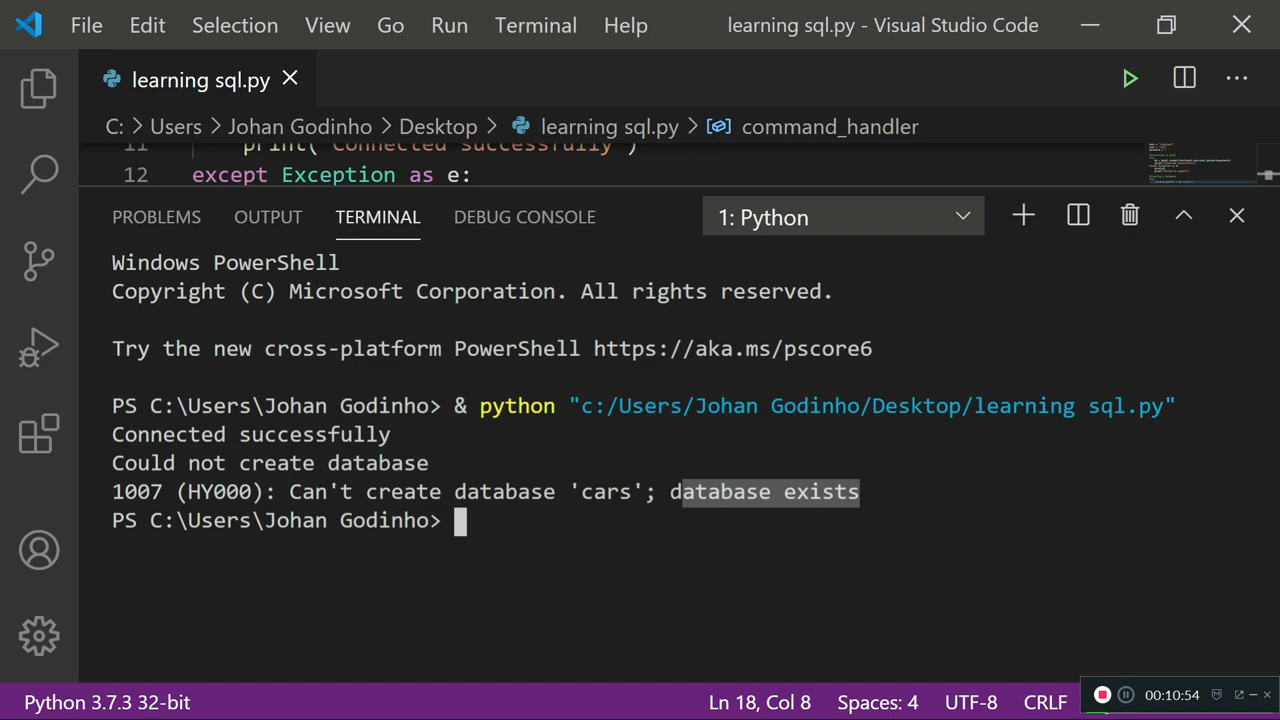 File Edit Selection View Go Run Terminal Help learning sql.py - Visual Studio Code
learning sql.py
C: > Users > Johan Godinho > Desktop > learning sql.py > command_handler
11 print("Connected successfully")
12 except Exception as e:
PROBLEMS OUTPUT TERMINAL DEBUG CONSOLE 1: Python
Windows PowerShell
Copyright (C) Microsoft Corporation. All rights reserved.
Try the new cross-platform PowerShell https://aka.ms/pscore6
PS C:\Users\Johan Godinho> & python "c:/Users/Johan Godinho/Desktop/learning sql.py"
Connected successfully
Could not create database
1007 (HY000): Can't create database 'cars'; database exists
PS C:\Users\Johan Godinho>
Python 3.7.3 32-bit Ln 18, Col 8 Spaces: 4 UTF-8 CRLF 00:10:54